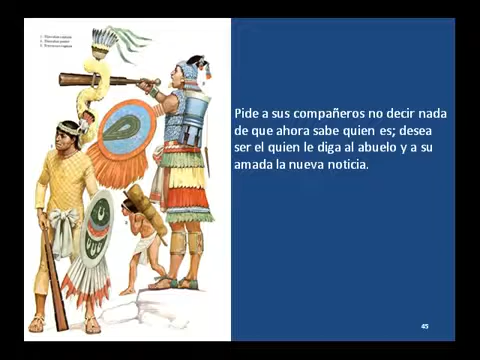 Pide a sus compañeros no decir nada
de que ahora sabe quien es; desea
ser el quien le diga al abuelo y a su
amada la nueva noticia.
45